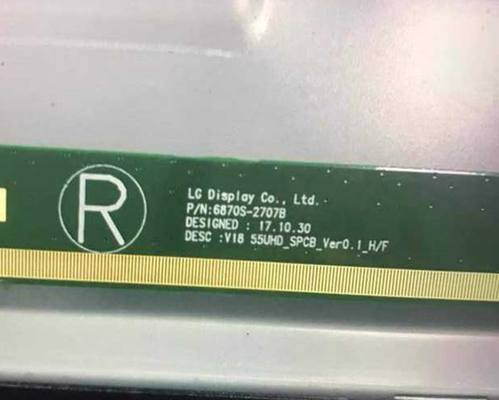 R
LG Display Co., Ltd.
P/N:6870S-2707B
DESIGNED : 17.10.30
DESC :V18 55UHD_SPCB_Ver0.1_H/F